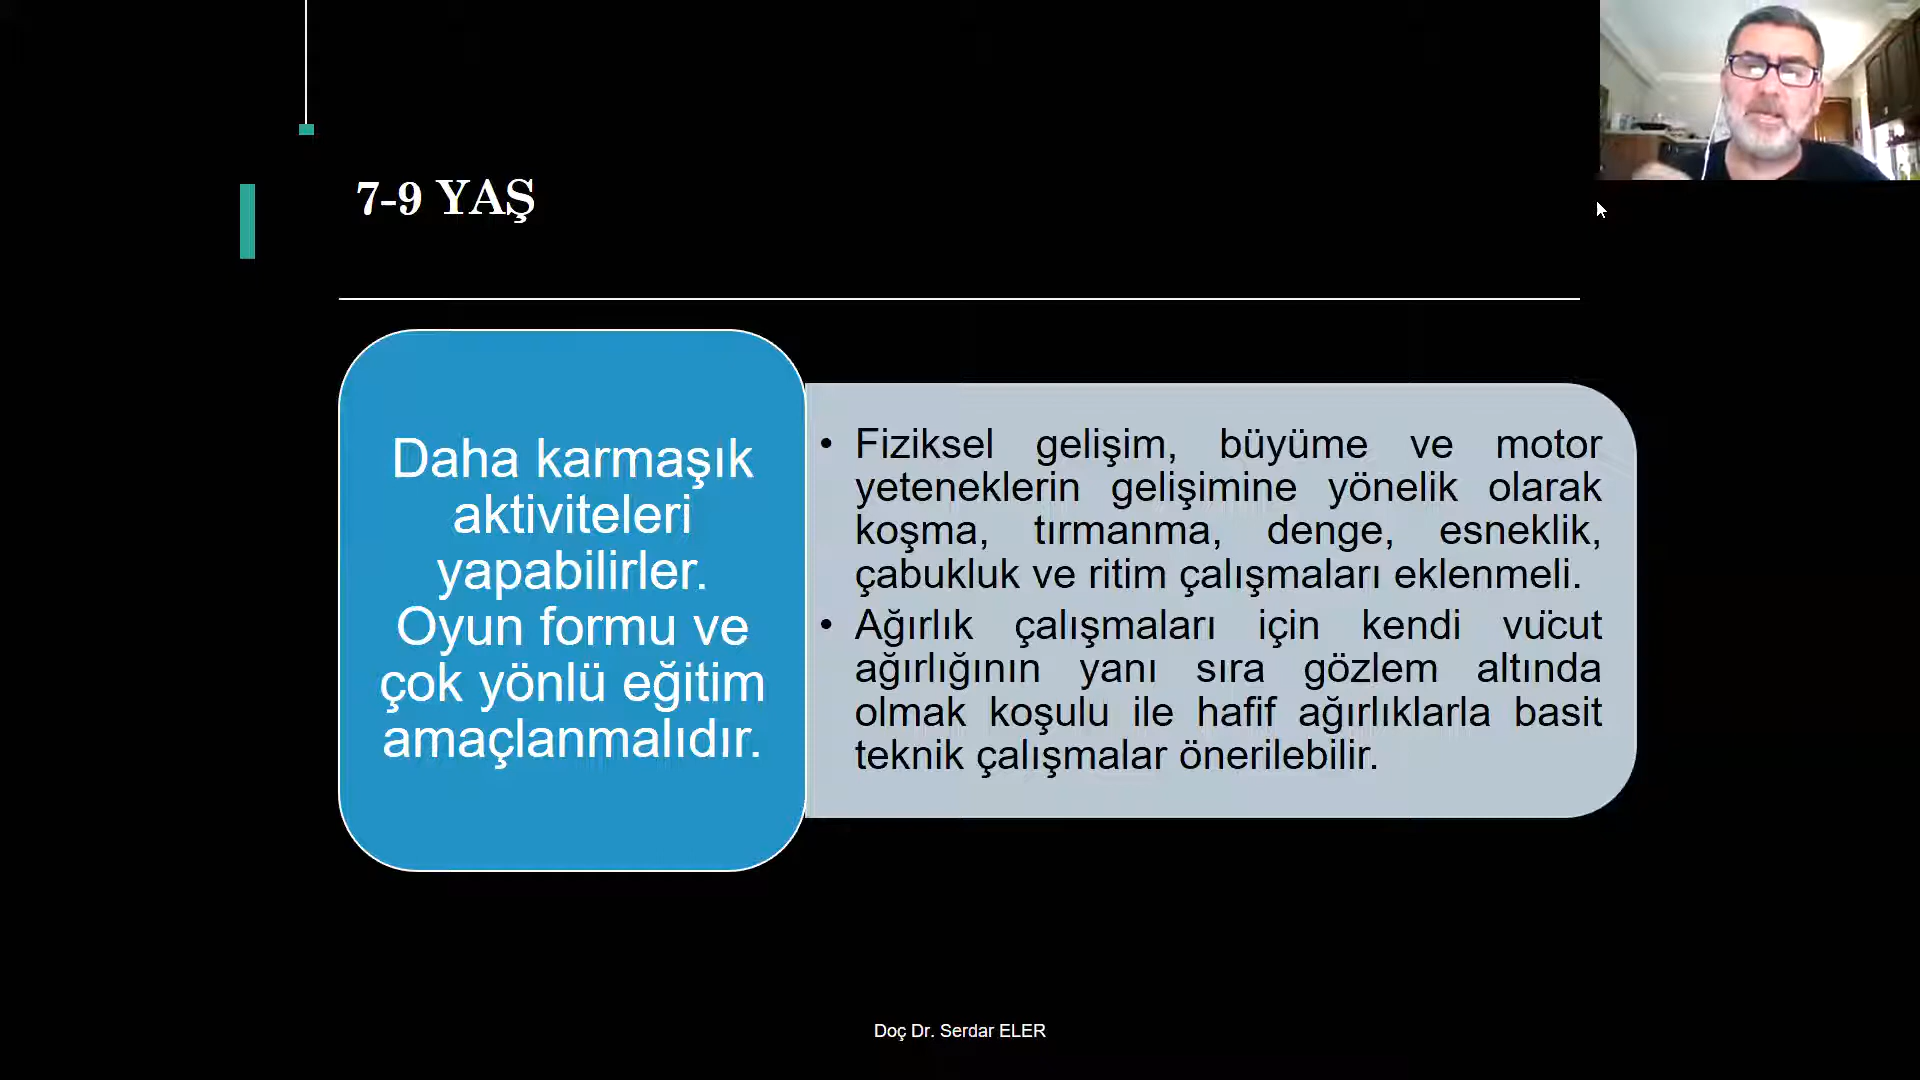 7-9 YAŞ
Daha karmaşık
aktiviteleri
yapabilirler.
Oyun formu ve
çok yönlü eğitim
amaçlanmalıdır.
• Fiziksel gelişim, büyüme ve motor
yeteneklerin gelişimine yönelik olarak
koşma, tırmanma, denge, esneklik,
çabukluk ve ritim çalışmaları eklenmeli.
• Ağırlık çalışmaları için kendi vücut
ağırlığının yanı sıra gözlem altında
olmak koşulu ile hafif ağırlıklarla basit
teknik çalışmalar önerilebilir.
Doç Dr. Serdar ELER